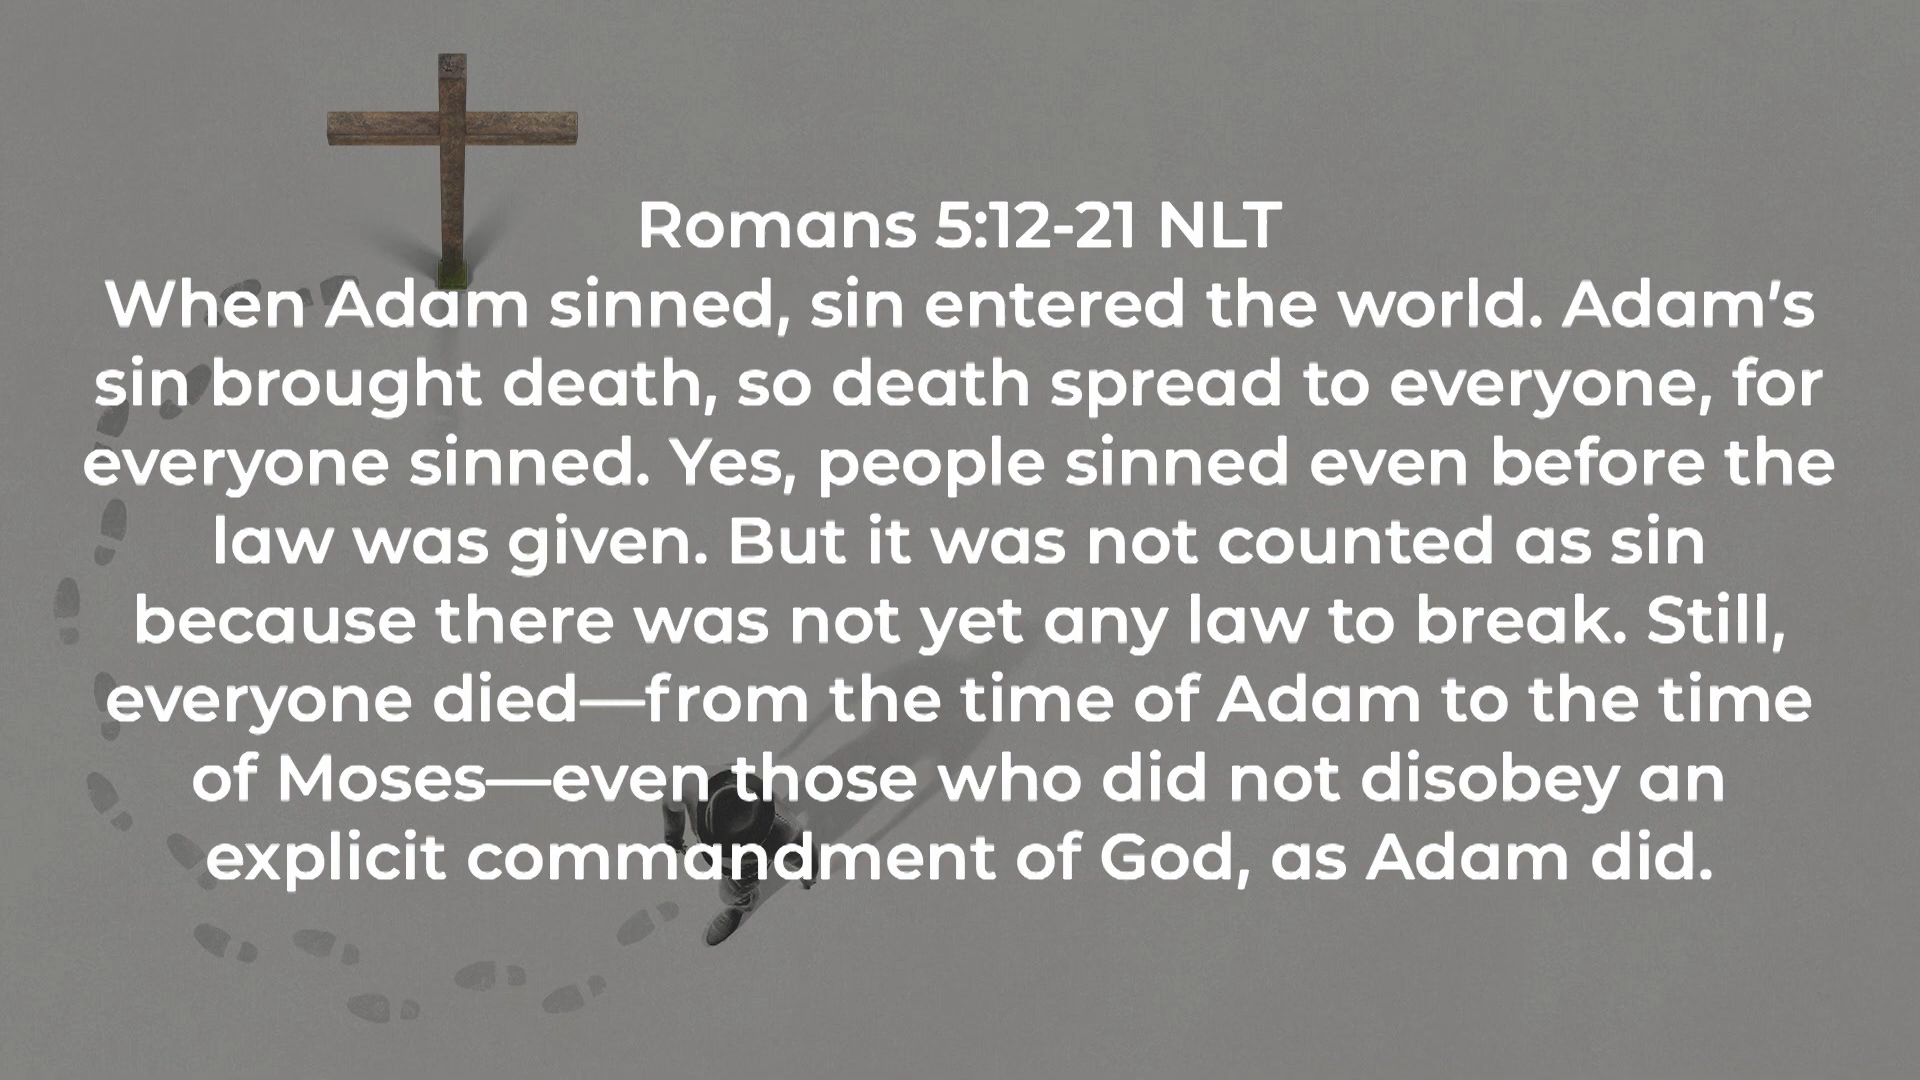 Romans 5:12-21 NLT
When Adam sinned, sin entered the world. Adam's
sin brought death, so death spread to everyone, for
everyone sinned. Yes, people sinned even before the
law was given. But it was not counted as sin
because there was not yet any law to break. Still,
everyone died—from the time of Adam to the time
of Moses—even those who did not disobey an
explicit commandment of God, as Adam did.